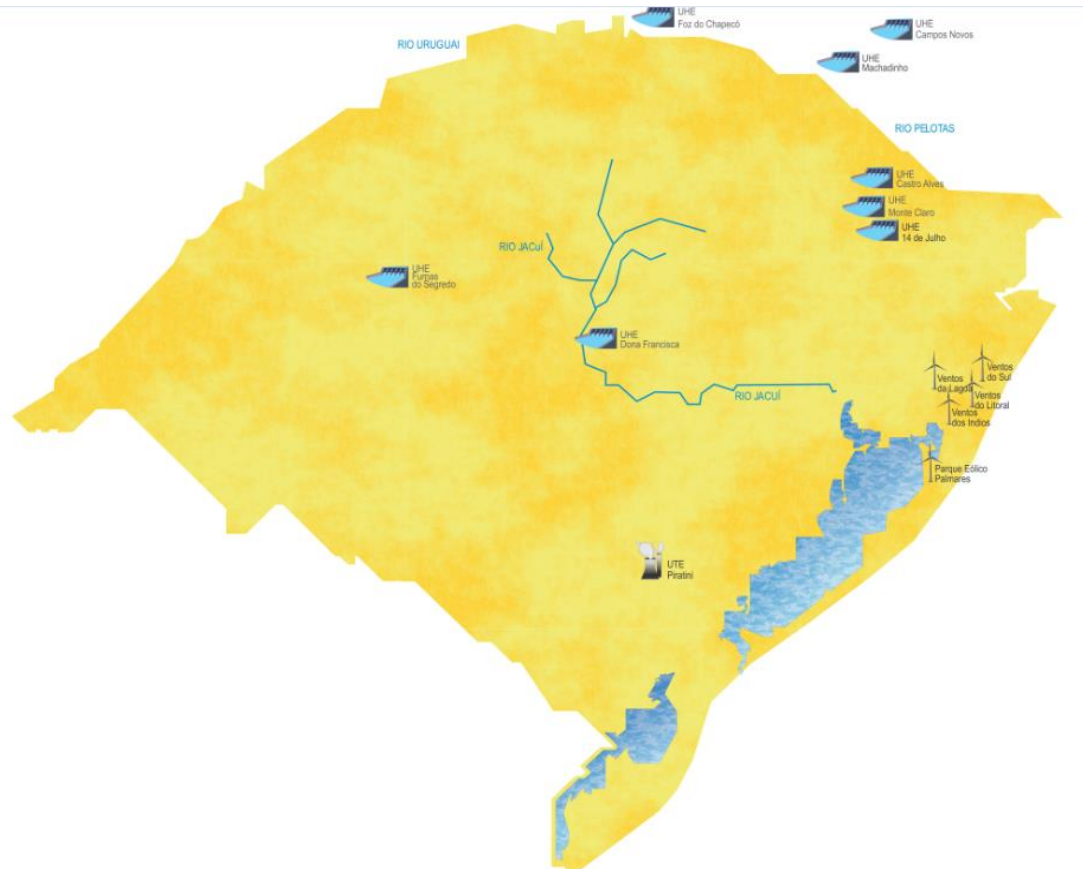 UHE
Foz do Chapecó
UHE
Campos Novos
RIO URUGUAI
UHE
Machadinho
RIO PELOTAS
UHE
Castro Alves
UHE
Monte Claro
UHE
14 de Julho
RIO JACUÍ
UHE
Furnas
do Segredo
UHE
Dona Francisca
Ventos
do Sul
Ventos
da Lagoa
Ventos
do Litoral
RIO JACUÍ
Ventos
dos Indios
Parque Eólico
Palmares
UTE
Piratini